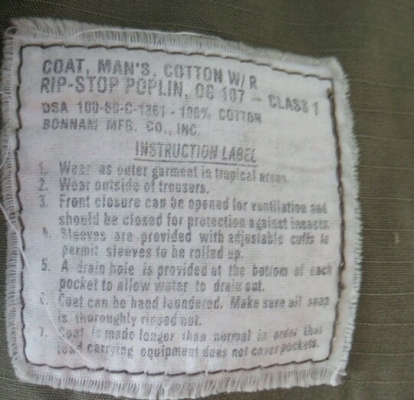 COAT, MAN'S, COTTON W/R
RIP-STOP POPLIN, OG 107 - CLASS 1
DSA 100-68-C-1361 - 100% COTTON
BONNAM MFG. CO., INC.
INSTRUCTION LABEL
1. Wear as outer garment in tropical areas.
2. Wear outside of trousers.
3. Front closure can be opened for ventilation and
should be closed for protection against insects.
4. Sleeves are provided with adjustable cuffs to
permit sleeves to be rolled up.
5. A drain hole is provided at the bottom of each
pocket to allow water to drain out.
6. Coat can be hand laundered. Make sure all soap
is thoroughly rinsed out.
7. Coat is made longer than normal in order that
load carrying equipment does not cover pockets.